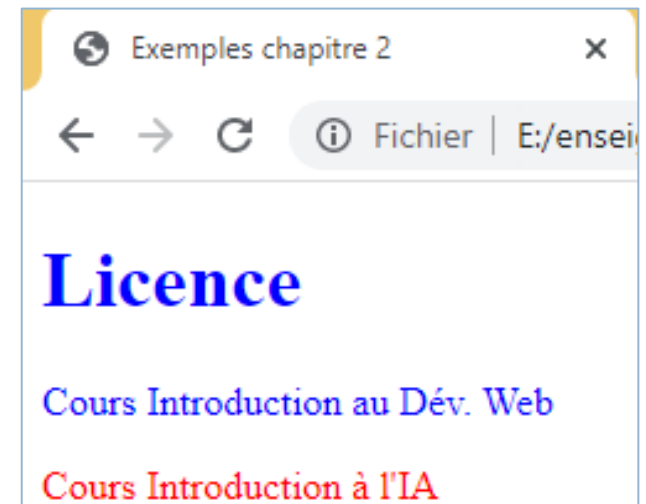 Exemples chapitre 2
Fichier E:/ensei
Licence
Cours Introduction au Dév. Web
Cours Introduction à l'IA